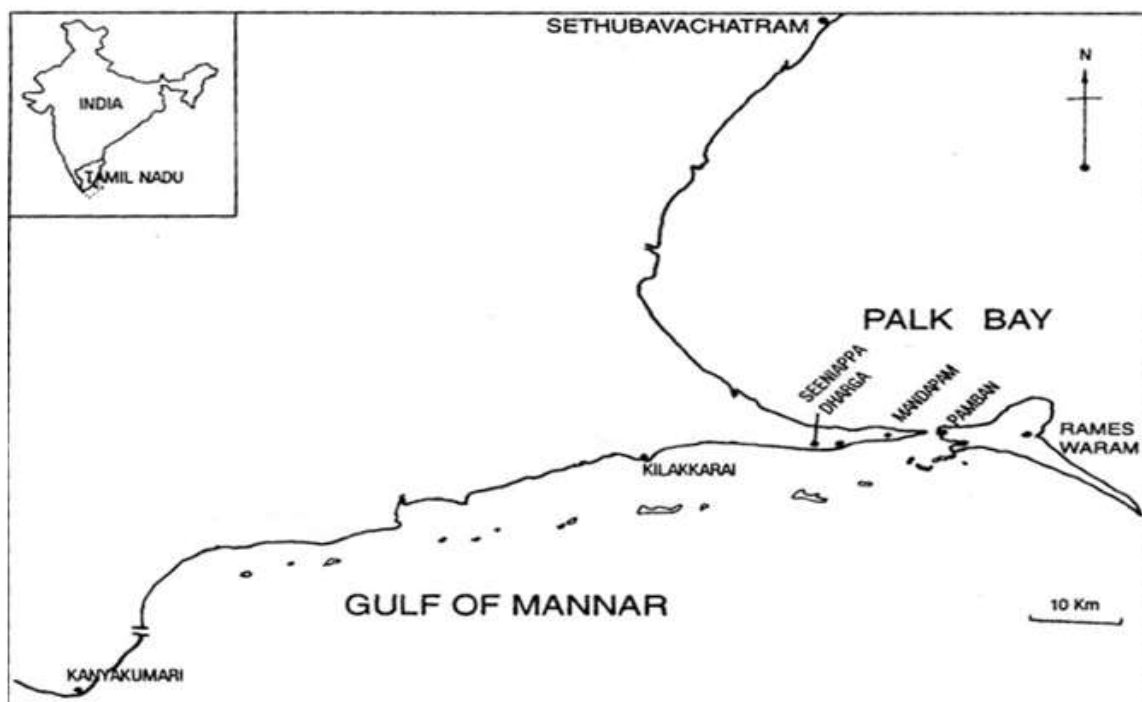 SETHUBAVACHATRAM
N
INDIA
TAMIL NADU
PALK BAY
SEENIAPPA
DHARGA
MANDAPAM
PAMBAN
RAMES
WARAM
KILAKKARAI
GULF OF MANNAR
10 Km
KANYAKUMARI